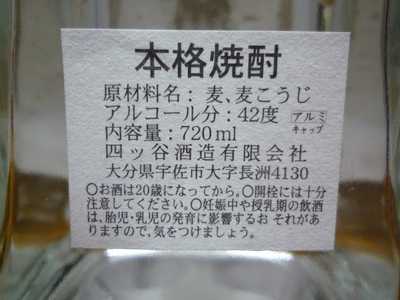 本格焼酎
原材料名：麦、麦こうじ
アルコール分：42度 アルミ
キャップ
内容量：720ml
四ッ谷酒造有限会社
大分県宇佐市大字長洲4130
〇お酒は20歳になってから。〇開栓には十分
注意してください。〇妊娠中や授乳期の飲酒
は、胎児・乳児の発育に影響するお それがあ
りますので、気をつけましょう。